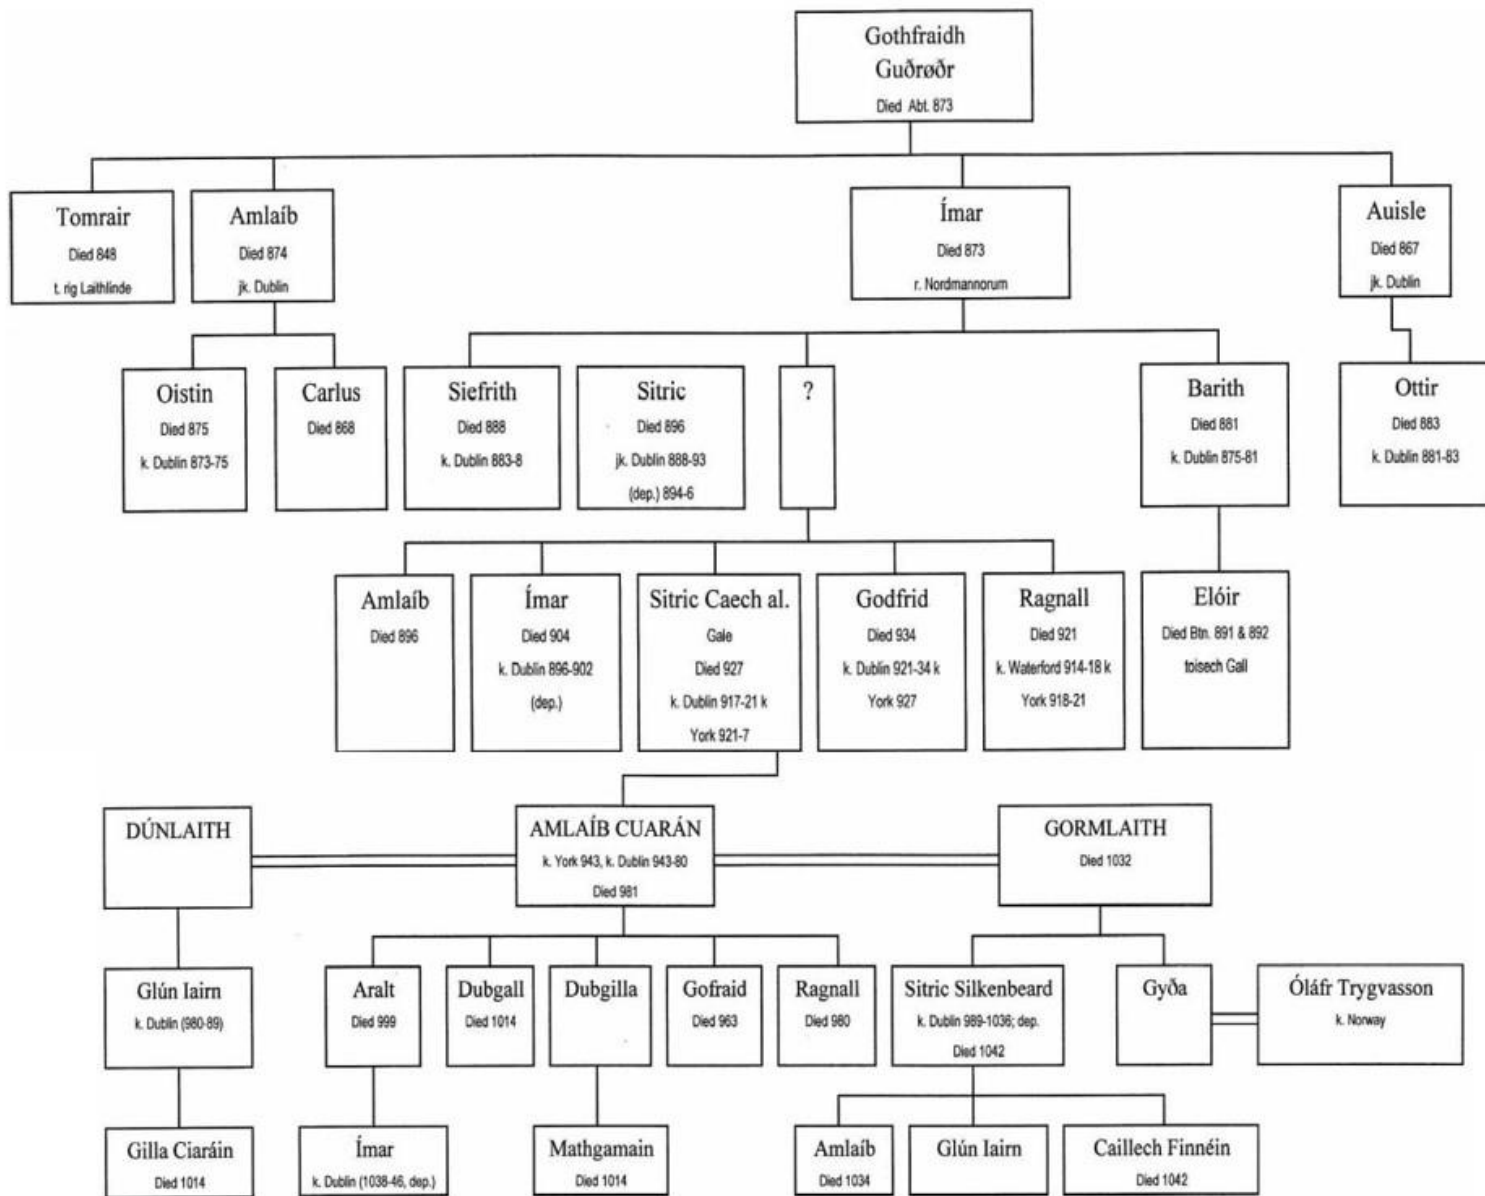 Gothfraidh
Guðrøðr
Died Abt. 873
Tomrair
Died 848
t. rig Laithlinde
Amlaíb
Died 874
jk. Dublin
Ímar
Died 873
r. Nordmannorum
Auisle
Died 867
jk. Dublin
Oistin
Died 875
k. Dublin 873-75
Carlus
Died 868
Siefrith
Died 888
k. Dublin 883-8
Sitric
Died 896
jk. Dublin 888-93
(dep.) 894-6
?
Barith
Died 881
k. Dublin 875-81
Ottir
Died 883
k. Dublin 881-83
Amlaíb
Died 896
Ímar
Died 904
k. Dublin 896-902
(dep.)
Sitric Caech al.
Gale
Died 927
k. Dublin 917-21 k
York 921-7
Godfrid
Died 934
k. Dublin 921-34 k
York 927
Ragnall
Died 921
k. Waterford 914-18 k
York 918-21
Elóir
Died Btn. 891 & 892
toisech Gall
DÚNLAITH
AMLAÍB CUARÁN
k. York 943, k. Dublin 943-80
Died 981
GORMLAITH
Died 1032
Glún Iairn
k. Dublin (980-89)
Aralt
Died 999
Dubgall
Died 1014
Dubgilla
Gofraid
Died 963
Ragnall
Died 980
Sitric Silkenbeard
k. Dublin 989-1036; dep.
Died 1042
Gyða
Óláfr Trygvasson
k. Norway
Gilla Ciaráin
Died 1014
Ímar
k. Dublin (1038-46, dep.)
Mathgamain
Died 1014
Amlaíb
Died 1034
Glún Iairn
Caillech Finnéin
Died 1042